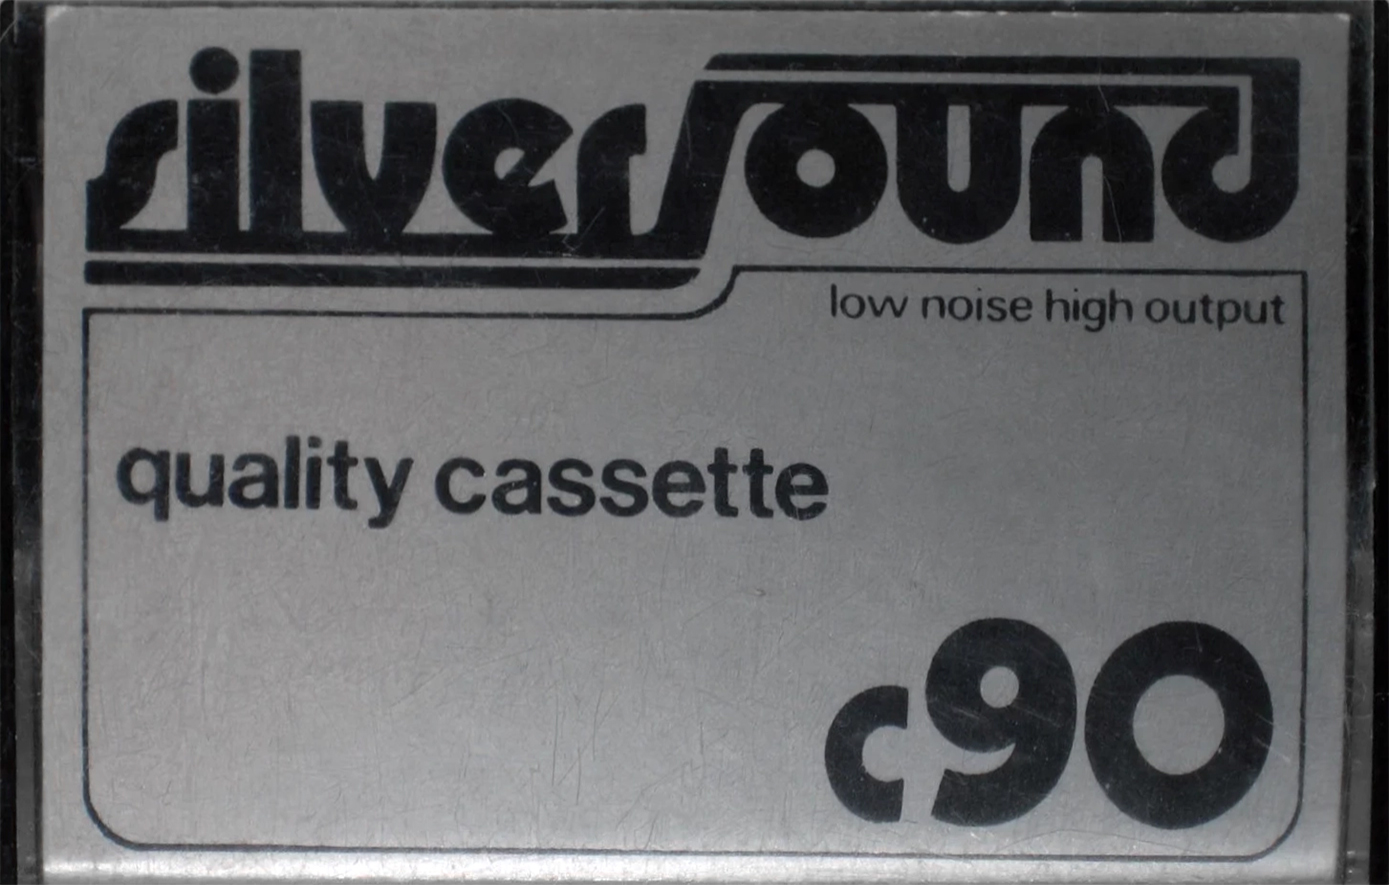 silversound
low noise high output
quality cassette
c90